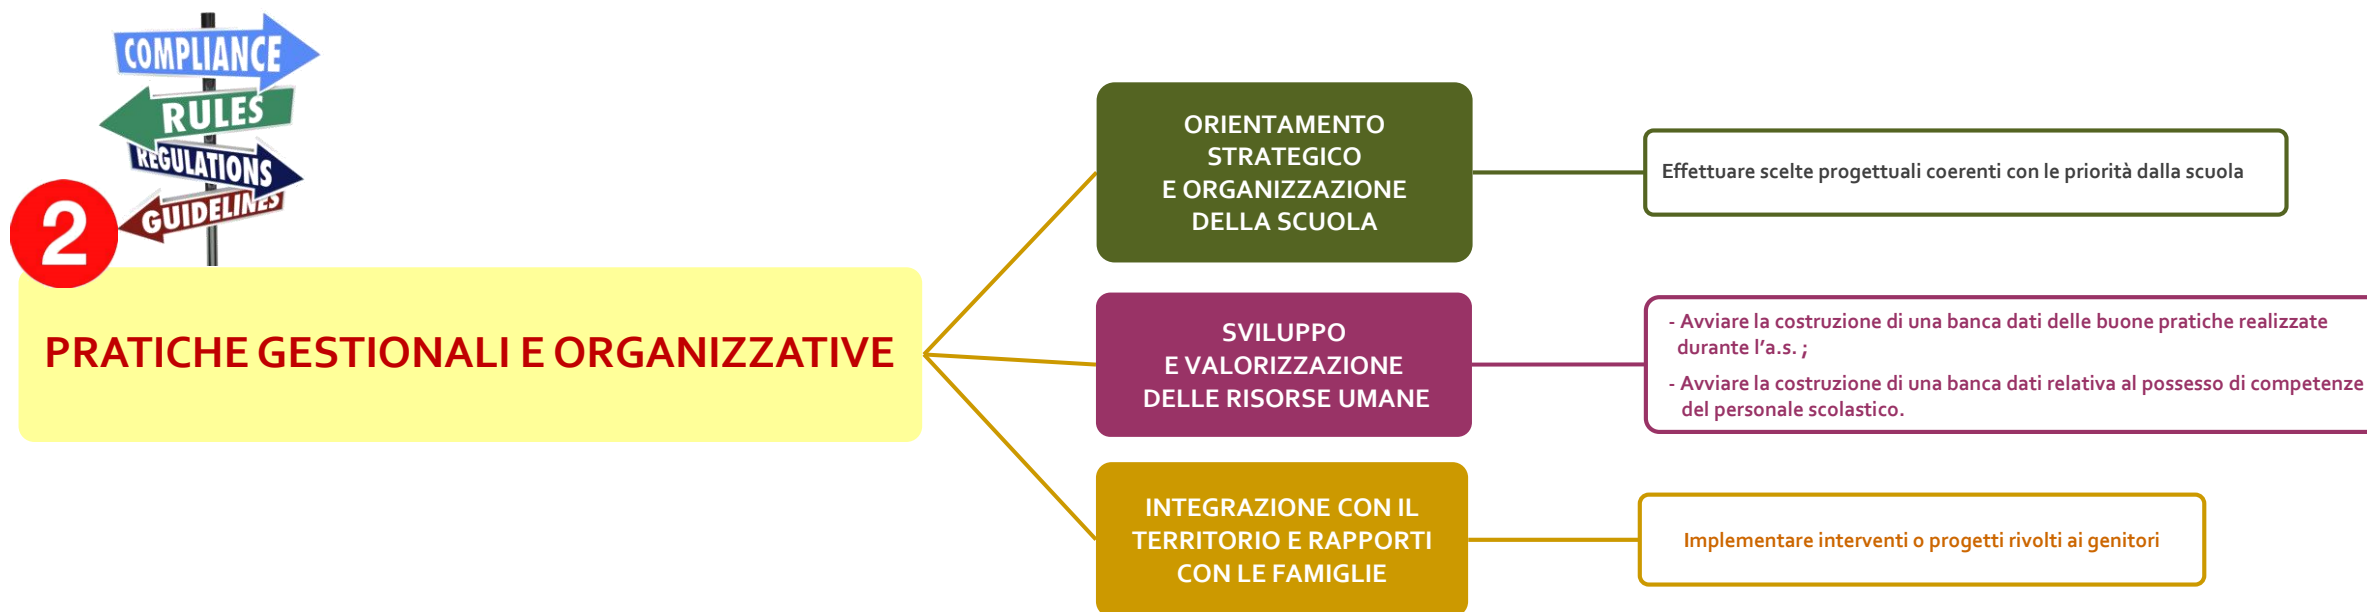 COMPLIANCE
RULES
REGULATIONS
GUIDELINES
2
PRATICHE GESTIONALI E ORGANIZZATIVE
ORIENTAMENTO
STRATEGICO
E ORGANIZZAZIONE
DELLA SCUOLA
Effettuare scelte progettuali coerenti con le priorità dalla scuola
SVILUPPO
E VALORIZZAZIONE
DELLE RISORSE UMANE
- Avviare la costruzione di una banca dati delle buone pratiche realizzate
durante l’a.s. ;
- Avviare la costruzione di una banca dati relativa al possesso di competenze
del personale scolastico.
INTEGRAZIONE CON IL
TERRITORIO E RAPPORTI
CON LE FAMIGLIE
Implementare interventi o progetti rivolti ai genitori